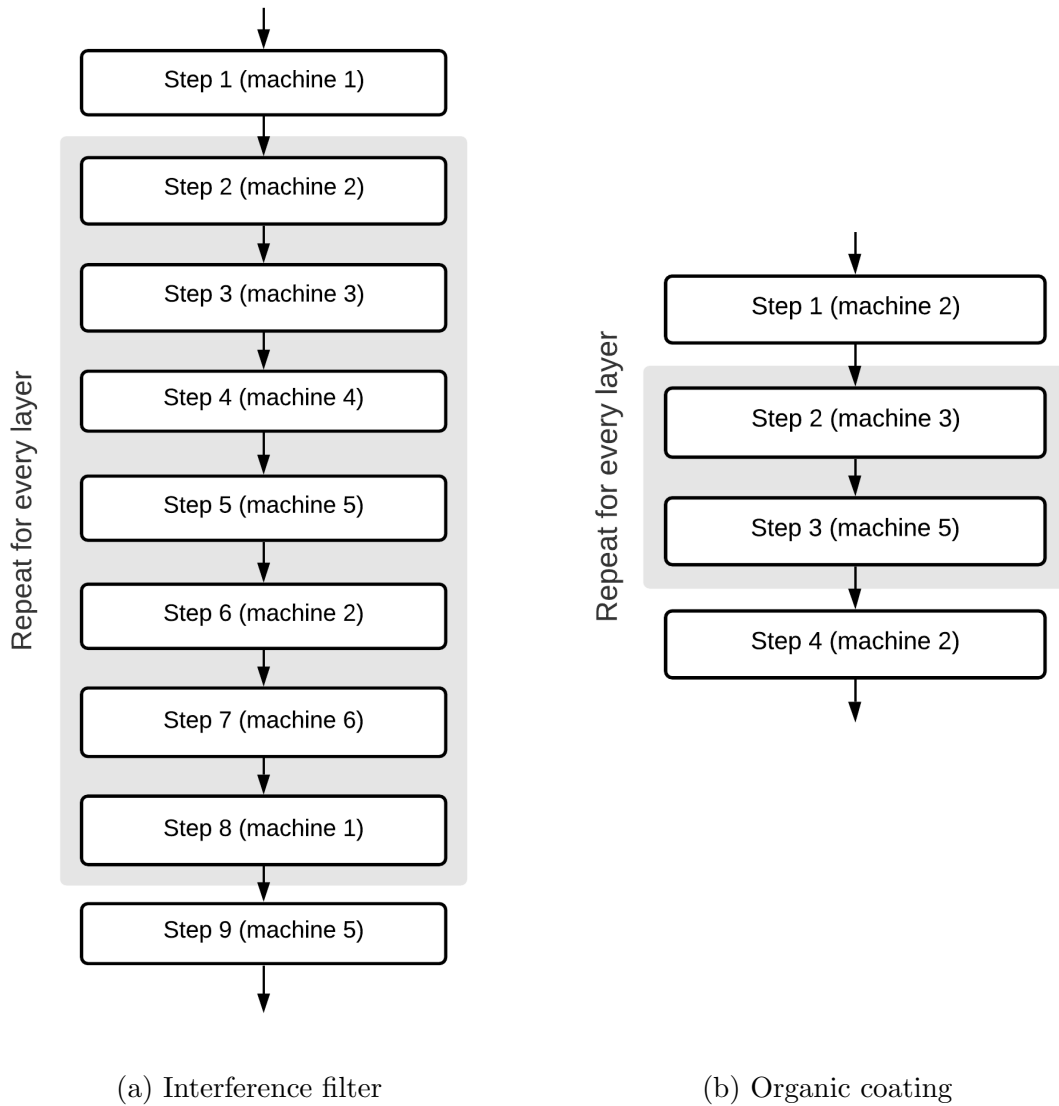 Repeat for every layer
Step 1 (machine 1)
Step 2 (machine 2)
Step 3 (machine 3)
Step 4 (machine 4)
Step 5 (machine 5)
Step 6 (machine 2)
Step 7 (machine 6)
Step 8 (machine 1)
Step 9 (machine 5)
(a) Interference filter
Repeat for every layer
Step 1 (machine 2)
Step 2 (machine 3)
Step 3 (machine 5)
Step 4 (machine 2)
(b) Organic coating